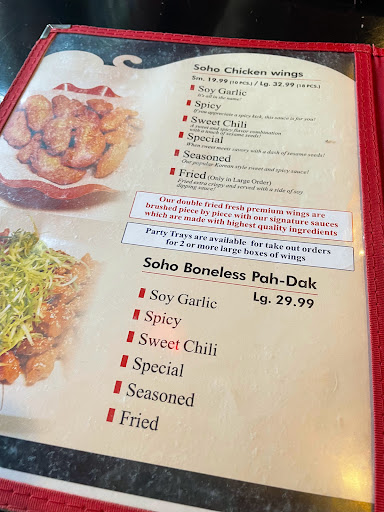 Soho Chicken wings
Sm. 19.99 (10 PCS.) / Lg. 32.99 (18 PCS.)
Soy Garlic
It's all in the name!
Spicy
If you appreciate a spicy kick, this sauce is for you!
Sweet Chili
A sweet and spicy flavor combination
with a touch of sesame seeds!
Special
When sweet meets savory with a dash of sesame seeds!
Seasoned
Our popular Korean style sweet and spicy sauce!
Fried (Only in Large Order)
Fried extra crispy and served with a side of soy
dipping sauce!
Our double fried fresh premium wings are
brushed piece by piece with our signature sauces
which are made with highest quality ingredients
Party Trays are available for take out orders
for 2 or more large boxes of wings
Soho Boneless Pah-Dak
Lg. 29.99
Soy Garlic
Spicy
Sweet Chili
Special
Seasoned
Fried